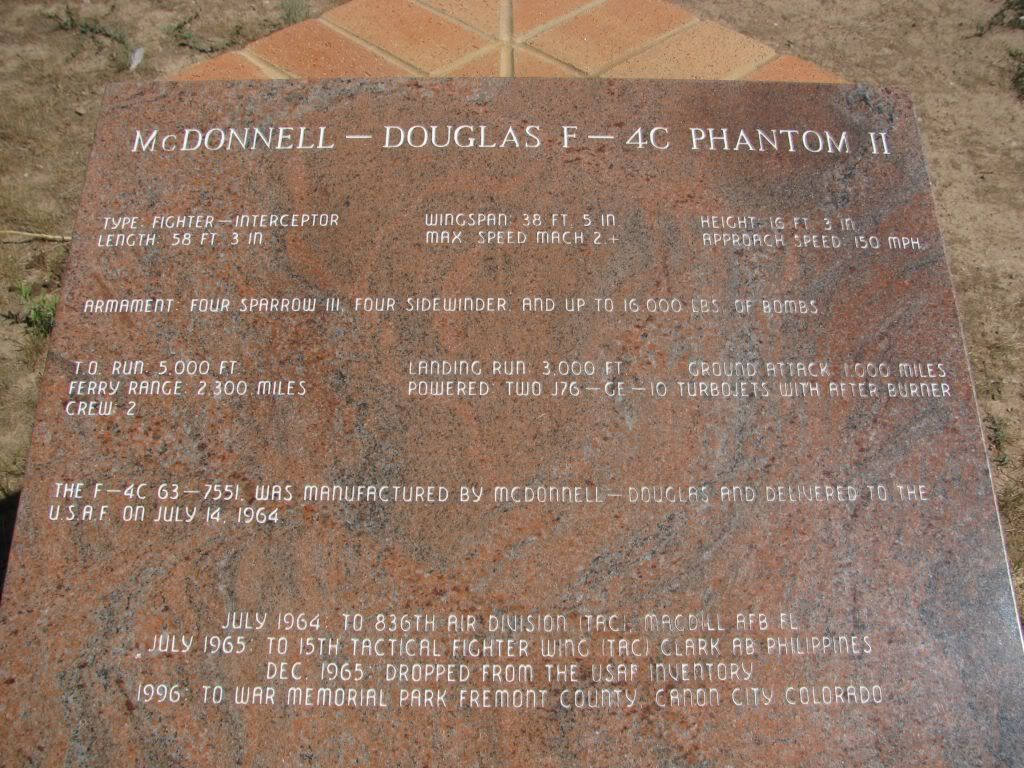 McDONNELL — DOUGLAS F — 4C PHANTOM II
TYPE: FIGHTER—INTERCEPTOR WINGSPAN: 38 FT. 5 IN. HEIGHT: 16 FT. 3 IN.
LENGTH: 58 FT. 3 IN. MAX. SPEED MACH 2 + APPROACH SPEED: 150 MPH.
ARMAMENT: FOUR SPARROW III, FOUR SIDEWINDER, AND UP TO 16,000 LBS. OF BOMBS.
T.O. RUN: 5,000 FT. LANDING RUN: 3,000 FT. GROUND ATTACK: 1,000 MILES
FERRY RANGE: 2,300 MILES POWERED: TWO J76—GE—10 TURBOJETS WITH AFTER BURNER
CREW: 2
THE F—4C 63—7551, WAS MANUFACTURED BY MCDONNELL—DOUGLAS AND DELIVERED TO THE
U.S.A.F. ON JULY 14, 1964.
JULY 1964: TO 836TH AIR DIVISION (TAC), MACDILL AFB FL
JULY 1965: TO 15TH TACTICAL FIGHTER WING (TAC) CLARK AB PHILIPPINES
DEC. 1965: DROPPED FROM THE USAF INVENTORY
1996: TO WAR MEMORIAL PARK FREMONT COUNTY, CANON CITY COLORADO